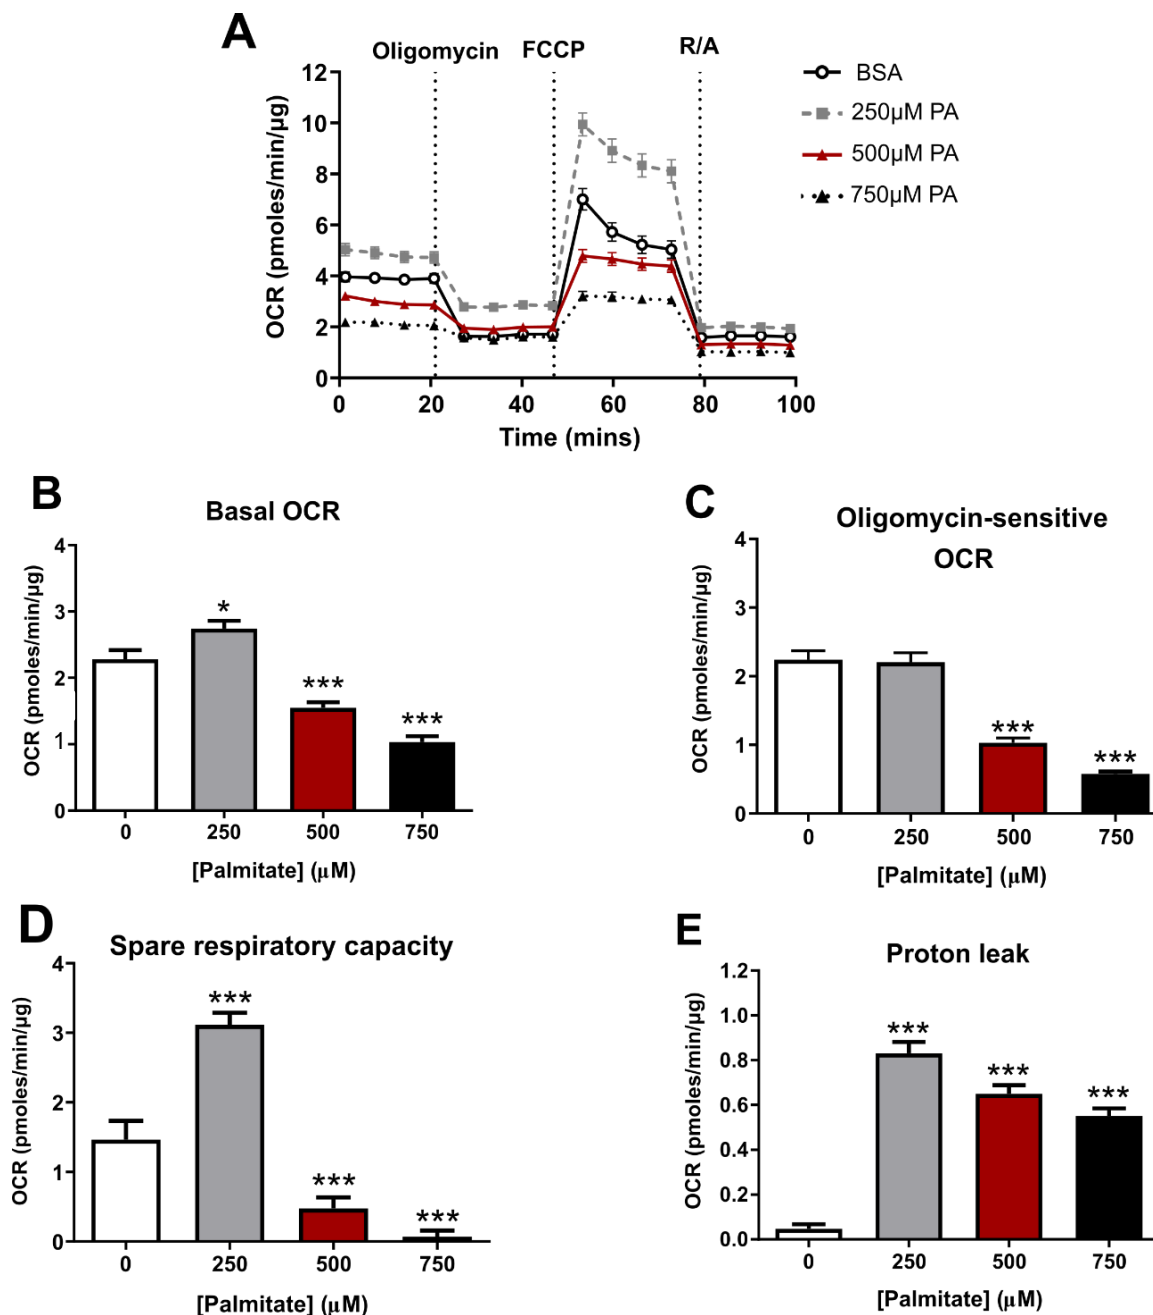 A
Oligomycin FCCP R/A
OCR (pmoles/min/µg)
12
10
8
6
4
2
0
0 20 40 60 80 100
Time (mins)
BSA
250µM PA
500µM PA
750µM PA
B
Basal OCR
OCR (pmoles/min/µg)
4
3
2
1
0
*
***
***
0 250 500 750
[Palmitate] (µM)
C
Oligomycin-sensitive
OCR
OCR (pmoles/min/µg)
4
3
2
1
0
***
***
0 250 500 750
[Palmitate] (µM)
D
Spare respiratory capacity
OCR (pmoles/min/µg)
4
3
2
1
0
***
***
***
0 250 500 750
[Palmitate] (µM)
E
Proton leak
OCR (pmoles/min/µg)
1.2
1.0
0.8
0.6
0.4
0.2
0.0
***
***
***
0 250 500 750
[Palmitate] (µM)